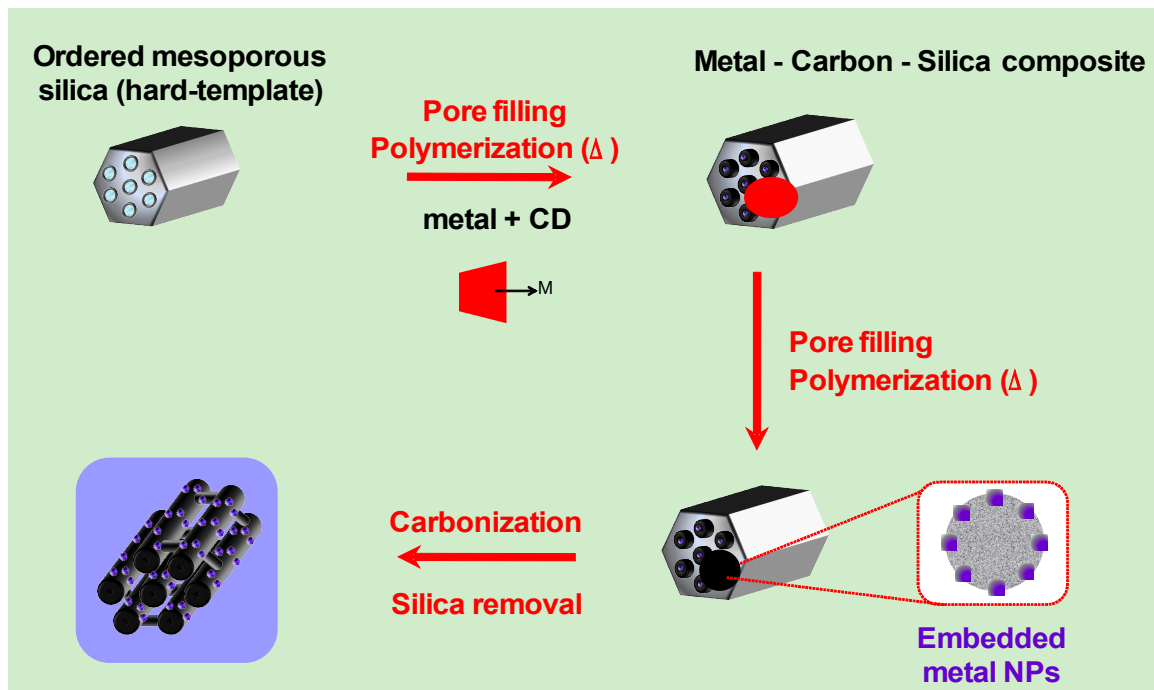 Ordered mesoporous
silica (hard-template)
Pore filling
Polymerization (Δ )
metal + CD
M
Metal - Carbon - Silica composite
Pore filling
Polymerization (Δ )
Carbonization
Silica removal
Embedded
metal NPs